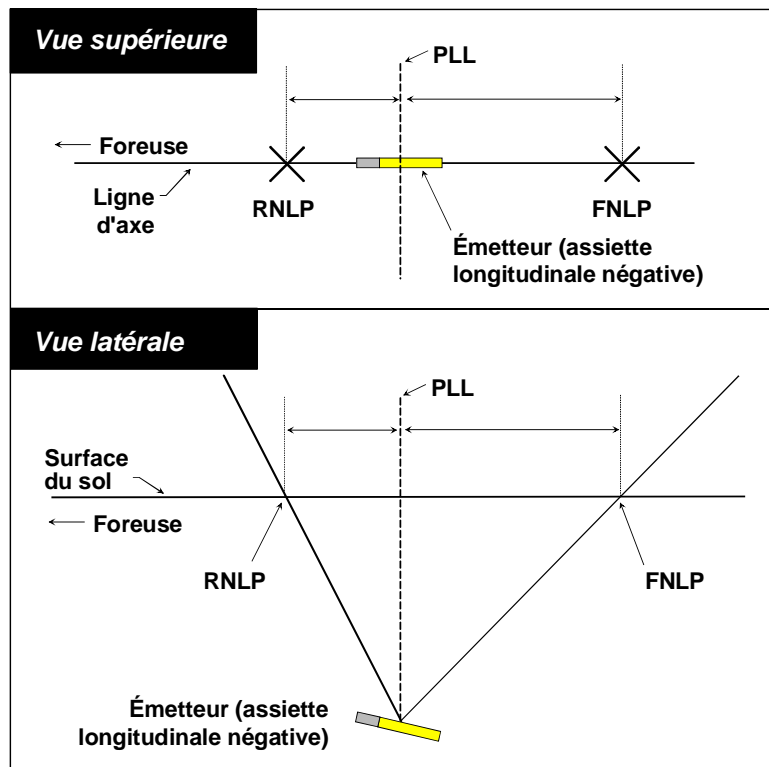 Vue supérieure
PLL
Foreuse
Ligne
d'axe
RNLP
FNLP
Émetteur (assiette
longitudinale négative)
Vue latérale
PLL
Surface
du sol
Foreuse
RNLP
FNLP
Émetteur (assiette
longitudinale négative)